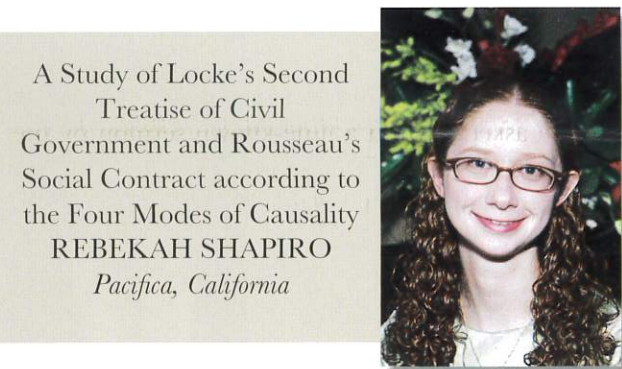 A Study of Locke's Second
Treatise of Civil
Government and Rousseau's
Social Contract according to
the Four Modes of Causality
REBEKAH SHAPIRO
Pacifica, California